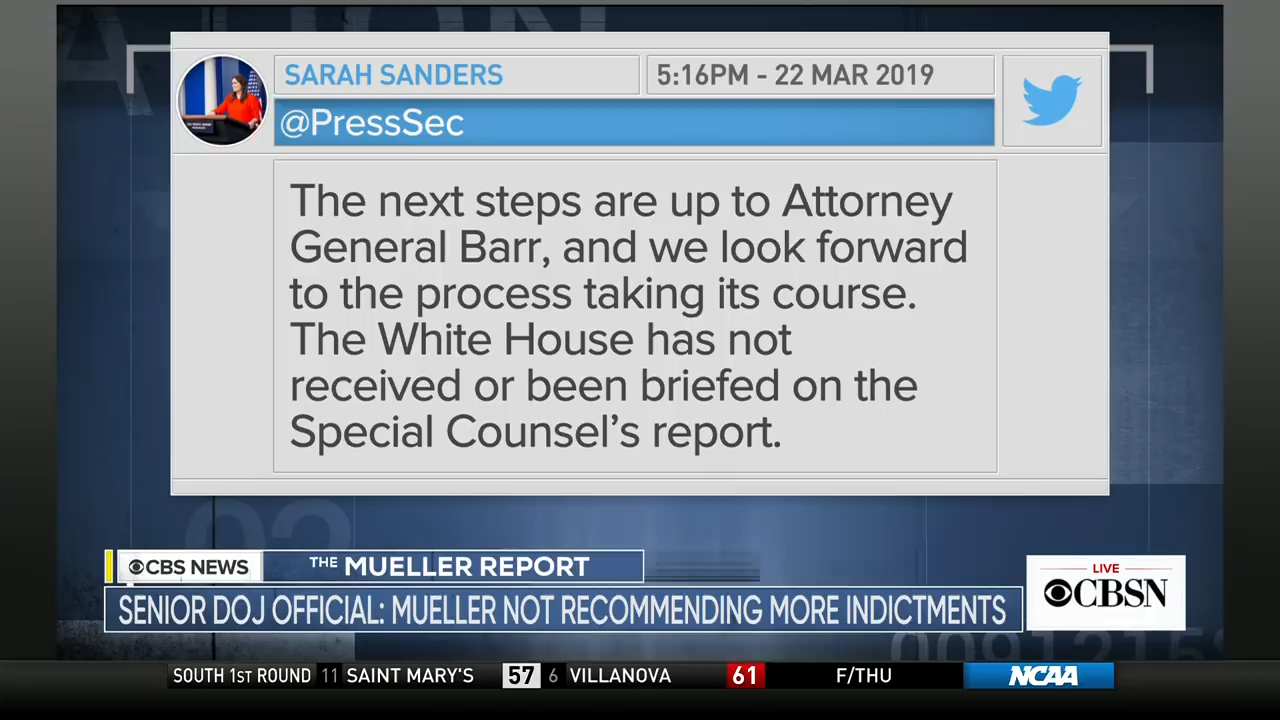 SARAH SANDERS
5:16PM - 22 MAR 2019
@PressSec
The next steps are up to Attorney
General Barr, and we look forward
to the process taking its course.
The White House has not
received or been briefed on the
Special Counsel’s report.
CBS NEWS
THE MUELLER REPORT
SENIOR DOJ OFFICIAL: MUELLER NOT RECOMMENDING MORE INDICTMENTS
LIVE
CBSN
SOUTH 1ST ROUND 11 SAINT MARY'S 57 6 VILLANOVA 61 F/THU NCAA